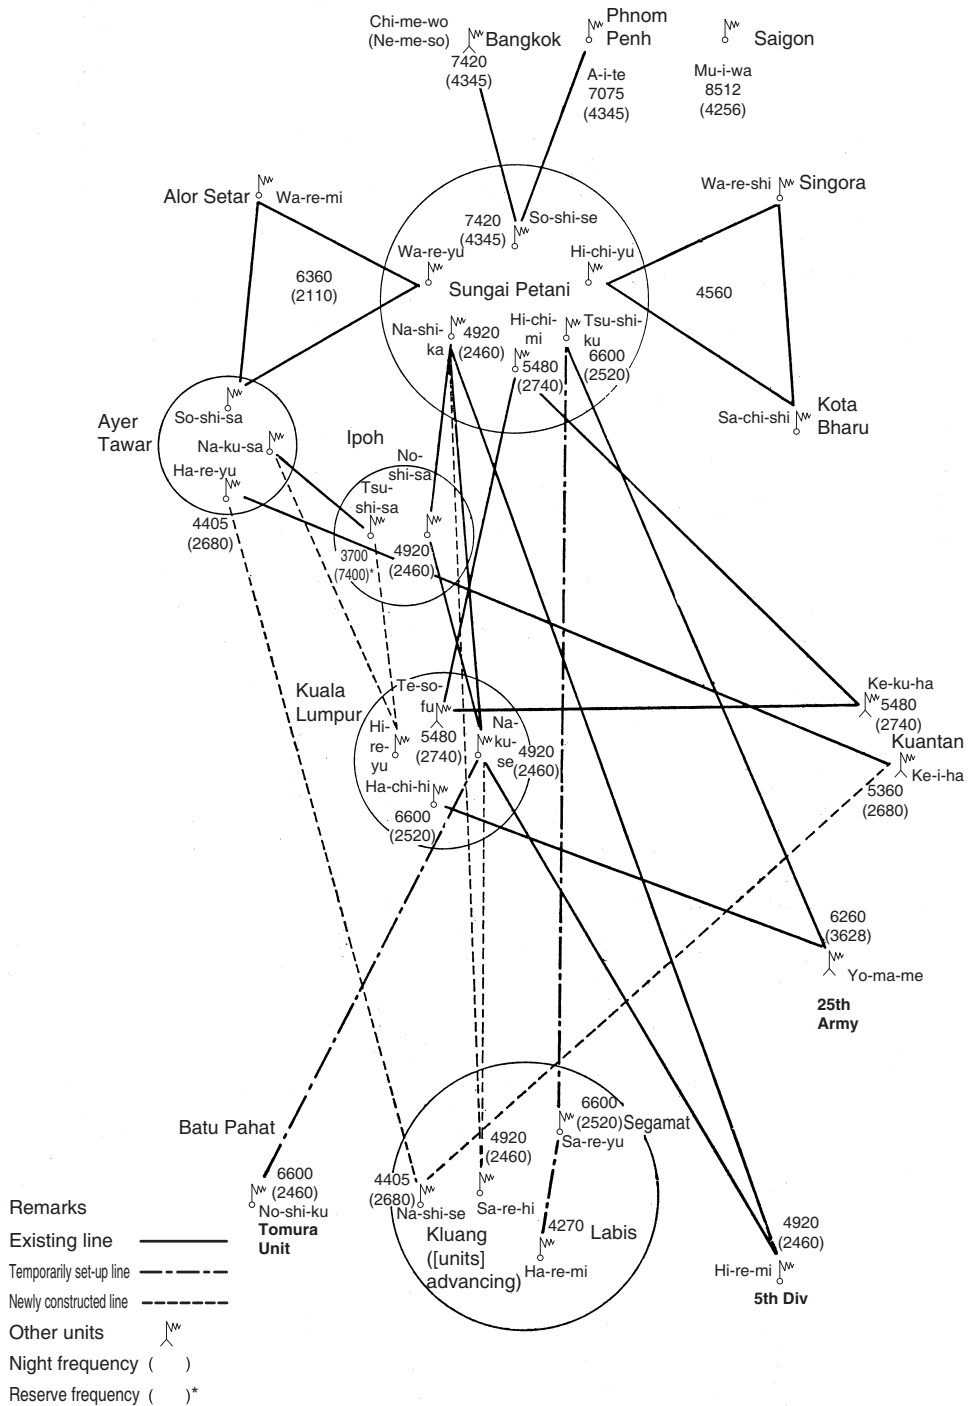 Chi-me-wo
(Ne-me-so)
Bangkok
7420
(4345)
Phnom
Penh
A-i-te
7075
(4345)
Saigon
Mu-i-wa
8512
(4256)
Alor Setar
Wa-re-mi
Wa-re-shi
Singora
7420
(4345)
So-shi-se
Wa-re-yu
Hi-chi-yu
6360
(2110)
Sungai Petani
4560
Na-shi-
ka
4920
(2460)
Hi-chi-
mi
5480
(2740)
Tsu-shi-
ku
6600
(2520)
So-shi-sa
Ayer
Tawar
Na-ku-sa
Ha-re-yu
4405
(2680)
Ipoh
No-
shi-sa
Tsu-
shi-sa
3700
(7400)*
4920
(2460)
Sa-chi-shi
Kota
Bharu
Kuala
Lumpur
Te-so-
fu
5480
(2740)
Hi-
re-
yu
Na-
ku-
se
4920
(2460)
Ha-chi-hi
6600
(2520)
Ke-ku-ha
5480
(2740)
Kuantan
Ke-i-ha
5360
(2680)
6260
(3628)
Yo-ma-me
25th
Army
Batu Pahat
6600
(2460)
No-shi-ku
Tomura
Unit
6600
(2520)
Segamat
Sa-re-yu
4920
(2460)
Sa-re-hi
4405
(2680)
Na-shi-se
Kluang
([units]
advancing)
4270
Labis
Ha-re-mi
4920
(2460)
Hi-re-mi
5th Div
Remarks
Existing line
Temporarily set-up line
Newly constructed line
Other units
Night frequency ( )
Reserve frequency ( )*